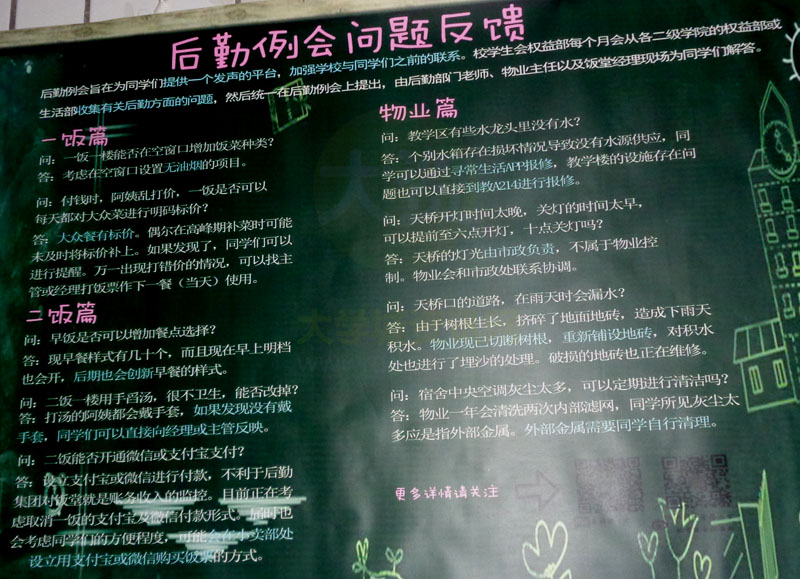 后勤例会问题反馈
后勤例会旨在为同学们提供一个发声的平台，加强学校与同学们之前的联系。校学生会权益部每个月会从各二级学院的权益部或
生活部收集有关后勤方面的问题，然后统一在后勤例会上提出，由后勤部门老师、物业主任以及饭堂经理现场为同学们解答。
一饭篇
问：一饭一楼能否在空窗口增加饭菜种类？
答：考虑在空窗口设置无油烟的项目。
问：付钱时，阿姨乱打价，一饭是否可以
每天都对大众菜进行明码标价？
答：大众餐有标价。偶尔在高峰期补菜时可能
未及时将标价补上。如果发现了，同学们可以
进行提醒。万一出现打错价的情况，可以找主
管或经理打饭票作下一餐（当天）使用。
二饭篇
问：早饭是否可以增加餐点选择？
答：现早餐样式有几十个，而且现在早上明档
也会开，后期也会创新早餐的样式。
问：二饭一楼用手舀汤，很不卫生，能否改掉？
答：打汤的阿姨都会戴手套，如果发现没有戴
手套，同学们可以直接向经理或主管反映。
问：二饭能否开通微信或支付宝支付？
答：设立支付宝或微信进行付款，不利于后勤
集团对饭堂就是账务收入的监控。目前正在考
虑取消一饭的支付宝及微信付款形式。届时也
会考虑同学们的方便程度，可能会在小美部处
设立用支付宝或微信购买饭票的方式。
物业篇
问：教学区有些水龙头里没有水？
答：个别水箱存在损坏情况导致没有水源供应，同
学可以通过寻常生活APP报修，教学楼的设施存在问
题也可以直接到教A214进行报修。
问：天桥开灯时间太晚，关灯的时间太早，
可以提前至六点开灯，十点关灯吗？
答：天桥的灯光由市政负责，不属于物业控
制。物业会和市政处联系协调。
问：天桥口的道路，在雨天时会漏水？
答：由于树根生长，挤碎了地面地砖，造成下雨天
积水。物业现已切断树根，重新铺设地砖，对积水
处也进行了埋沙的处理。破损的地砖也正在维修。
问：宿舍中央空调灰尘太多，可以定期进行清洁吗？
答：物业一年会清洗两次内部滤网，同学所见灰尘太
多应是指外部金属。外部金属需要同学自行清理。
更多详情请关注